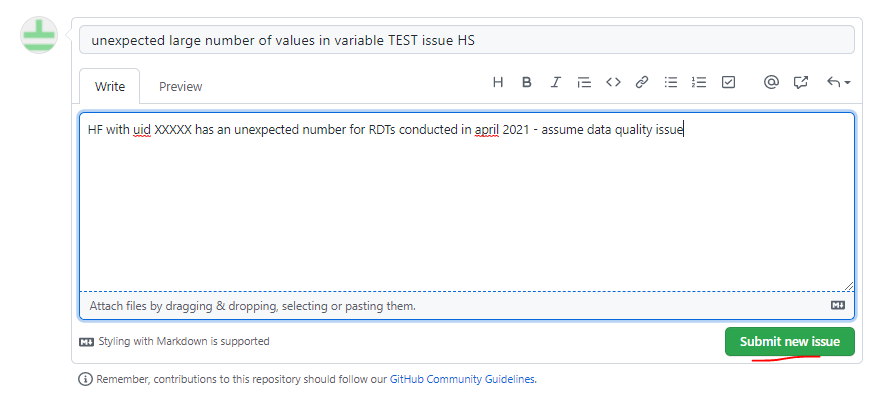 unexpected large number of values in variable TEST issue HS
Write Preview
HF with uid XXXXX has an unexpected number for RDTs conducted in april 2021 - assume data quality issue
Attach files by dragging & dropping, selecting or pasting them.
Styling with Markdown is supported
Submit new issue
Remember, contributions to this repository should follow our GitHub Community Guidelines.